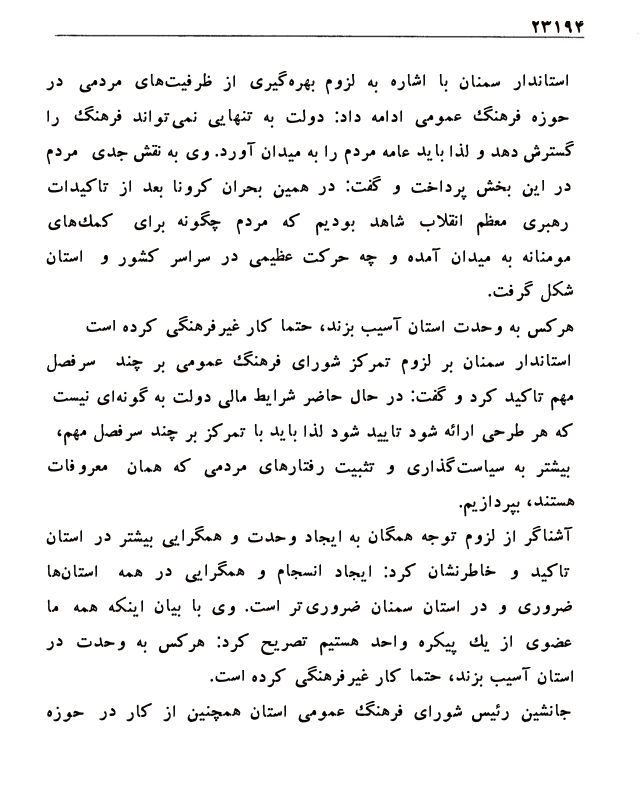 ۲۳۱۹۴
استاندار سمنان با اشاره به لزوم بهره‌گیری از ظرفیت‌های مردمی در
حوزه فرهنگ عمومی ادامه داد: دولت به تنهایی نمی‌تواند فرهنگ را
گسترش دهد و لذا باید عامه مردم را به میدان آورد. وی به نقش جدی مردم
در این بخش پرداخت و گفت: در همین بحران کرونا بعد از تاکیدات
رهبری معظم انقلاب شاهد بودیم که مردم چگونه برای کمك‌های
مومنانه به میدان آمده و چه حرکت عظیمی در سراسر کشور و استان
شکل گرفت.
هرکس به وحدت استان آسیب بزند، حتما کار غیرفرهنگی کرده است
استاندار سمنان بر لزوم تمرکز شورای فرهنگ عمومی بر چند سرفصل
مهم تاکید کرد و گفت: در حال حاضر شرایط مالی دولت به گونه‌ای نیست
که هر طرحی ارائه شود تایید شود لذا باید با تمرکز بر چند سرفصل مهم،
بیشتر به سیاست‌گذاری و تثبیت رفتارهای مردمی که همان معروفات
هستند، بپردازیم.
آشناگر از لزوم توجه همگان به ایجاد وحدت و همگرایی بیشتر در استان
تاکید و خاطرنشان کرد: ایجاد انسجام و همگرایی در همه استان‌ها
ضروری و در استان سمنان ضروری‌تر است. وی با بیان اینکه همه ما
عضوی از یك پیکره واحد هستیم تصریح کرد: هرکس به وحدت در
استان آسیب بزند، حتما کار غیرفرهنگی کرده است.
جانشین رئیس شورای فرهنگ عمومی استان همچنین از کار در حوزه